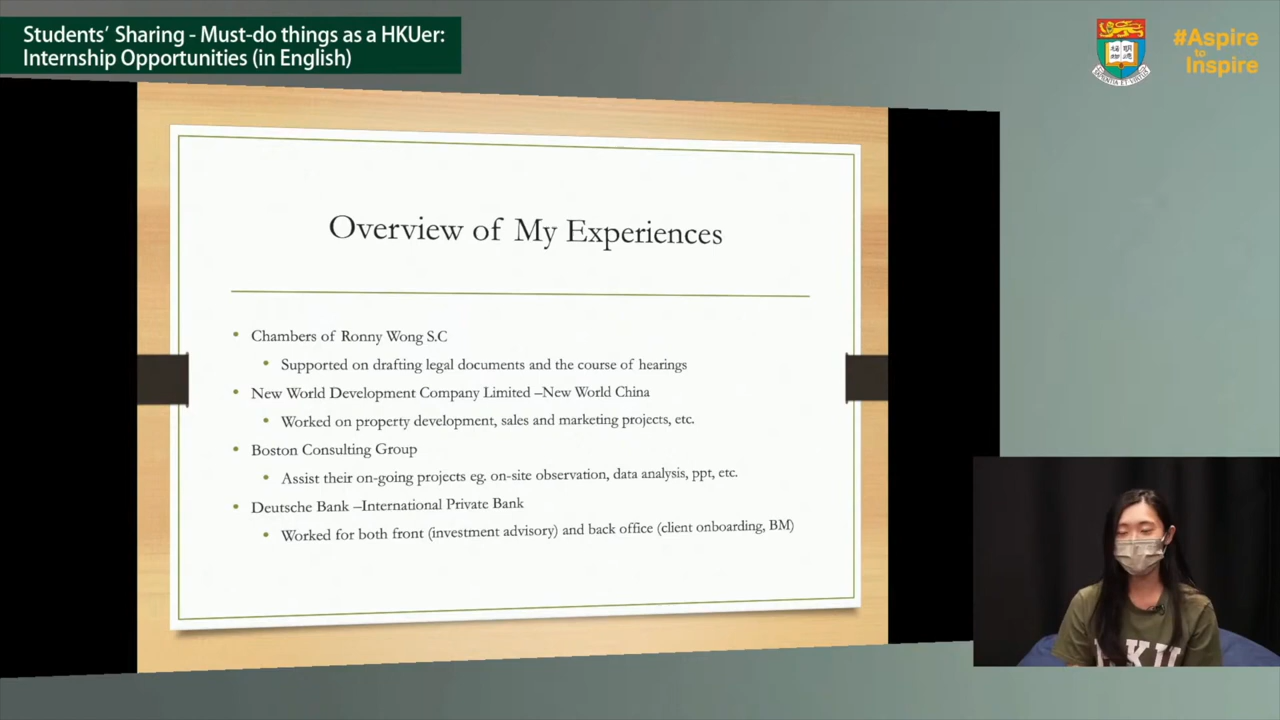 Students’ Sharing - Must-do things as a HKUer:
Internship Opportunities (in English)
#Aspire
to
Inspire
Overview of My Experiences
• Chambers of Ronny Wong S.C
• Supported on drafting legal documents and the course of hearings
• New World Development Company Limited –New World China
• Worked on property development, sales and marketing projects, etc.
• Boston Consulting Group
• Assist their on-going projects eg. on-site observation, data analysis, ppt, etc.
• Deutsche Bank –International Private Bank
• Worked for both front (investment advisory) and back office (client onboarding, BM)
HKU